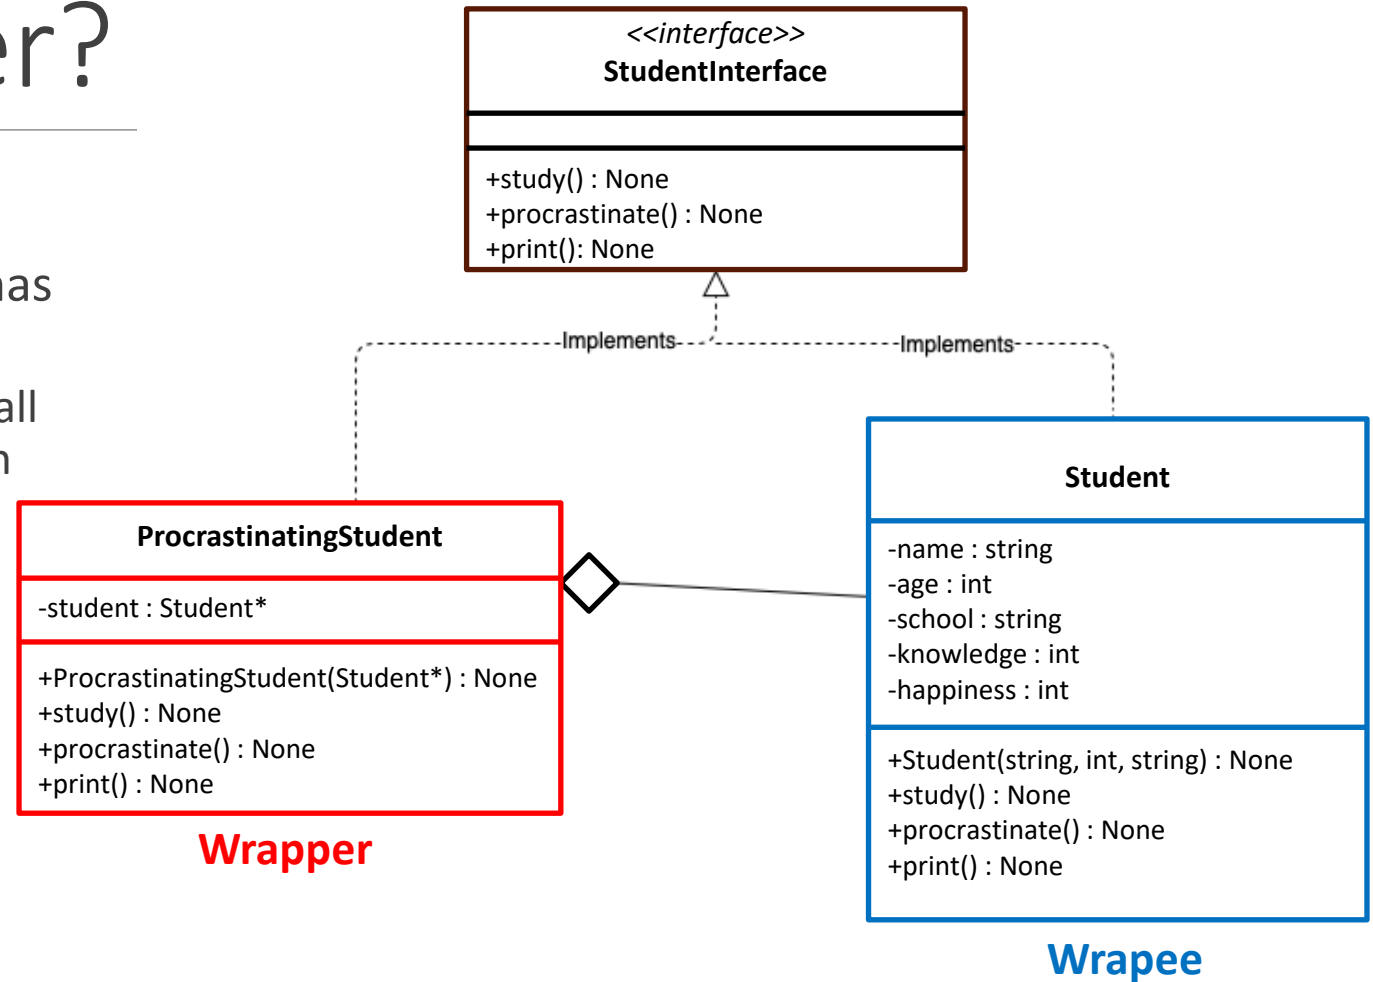 er?
has
all
n
<<interface>>
StudentInterface
+study() : None
+procrastinate() : None
+print(): None
Implements
Implements
ProcrastinatingStudent
-student : Student*
+ProcrastinatingStudent(Student*) : None
+study() : None
+procrastinate() : None
+print() : None
Wrapper
Student
-name : string
-age : int
-school : string
-knowledge : int
-happiness : int
+Student(string, int, string) : None
+study() : None
+procrastinate() : None
+print() : None
Wrapee